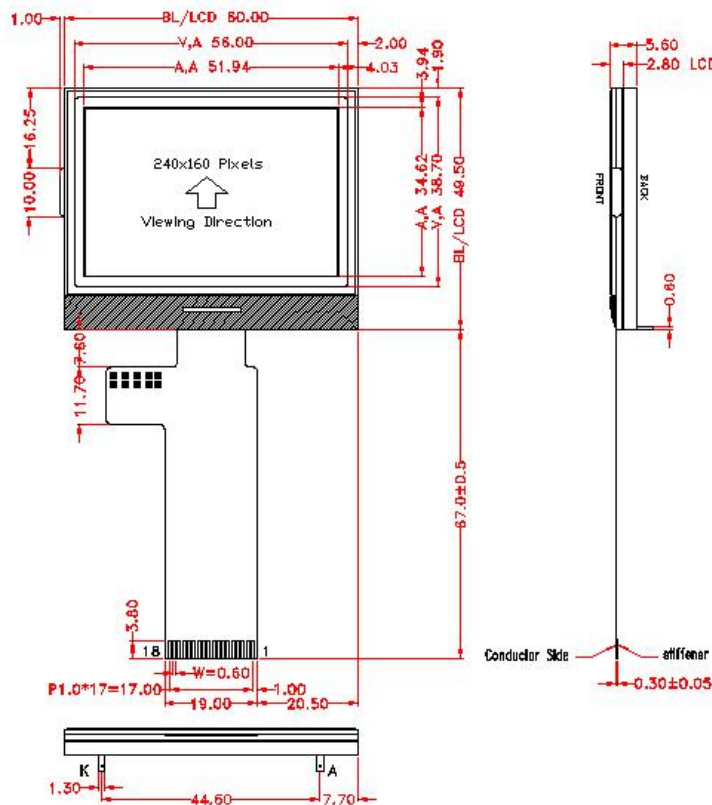 1.00
BL/LCD 60.00
V,A 56.00
2.00
A,A 51.94
4.03
3.94
1.90
5.60
2.80 LCD
16.25
10.00
240x160 Pixels
Viewing Direction
A,A 34.62
V,A 38.70
BL/LCD 49.50
FRONT
BACK
0.60
7.60
11.70
67.0±0.5
3.80
18
1
W=0.60
P1.0*17=17.00
1.00
19.00
20.50
Conductor Side
stiffener
0.30±0.05
K
A
1.30
44.60
7.70